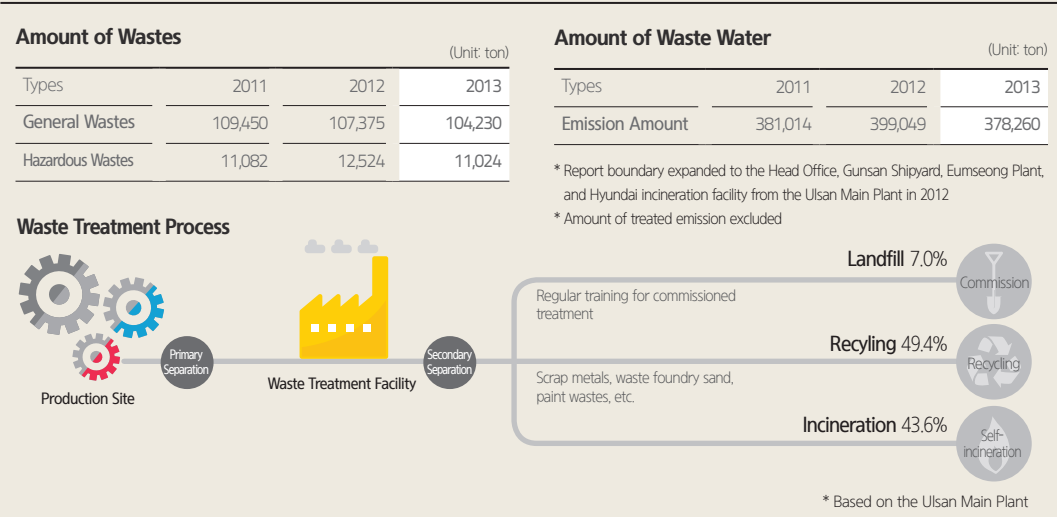 Amount of Wastes
(Unit: ton)
Types 2011 2012 2013
General Wastes 109,450 107,375 104,230
Hazardous Wastes 11,082 12,524 11,024
Amount of Waste Water
(Unit: ton)
Types 2011 2012 2013
Emission Amount 381,014 399,049 378,260
* Report boundary expanded to the Head Office, Gunsan Shipyard, Eumseong Plant,
and Hyundai incineration facility from the Ulsan Main Plant in 2012
* Amount of treated emission excluded
Waste Treatment Process
Production Site
Primary
Separation
Waste Treatment Facility
Secondary
Separation
Landfill 7.0%
Commission
Regular training for commissioned
treatment
Recyling 49.4%
Recycling
Scrap metals, waste foundry sand,
paint wastes, etc.
Incineration 43.6%
Self-
incineration
* Based on the Ulsan Main Plant